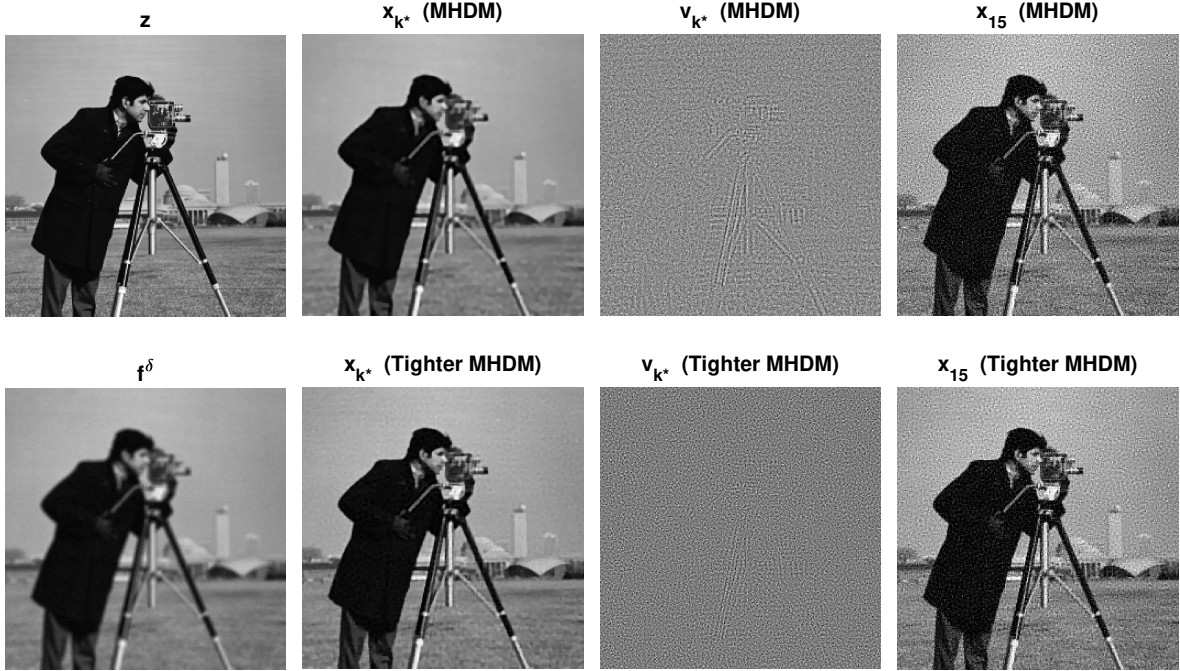 z
x_{k*} (MHDM)
v_{k*} (MHDM)
x_{15} (MHDM)
f^δ
x_{k*} (Tighter MHDM)
v_{k*} (Tighter MHDM)
x_{15} (Tighter MHDM)